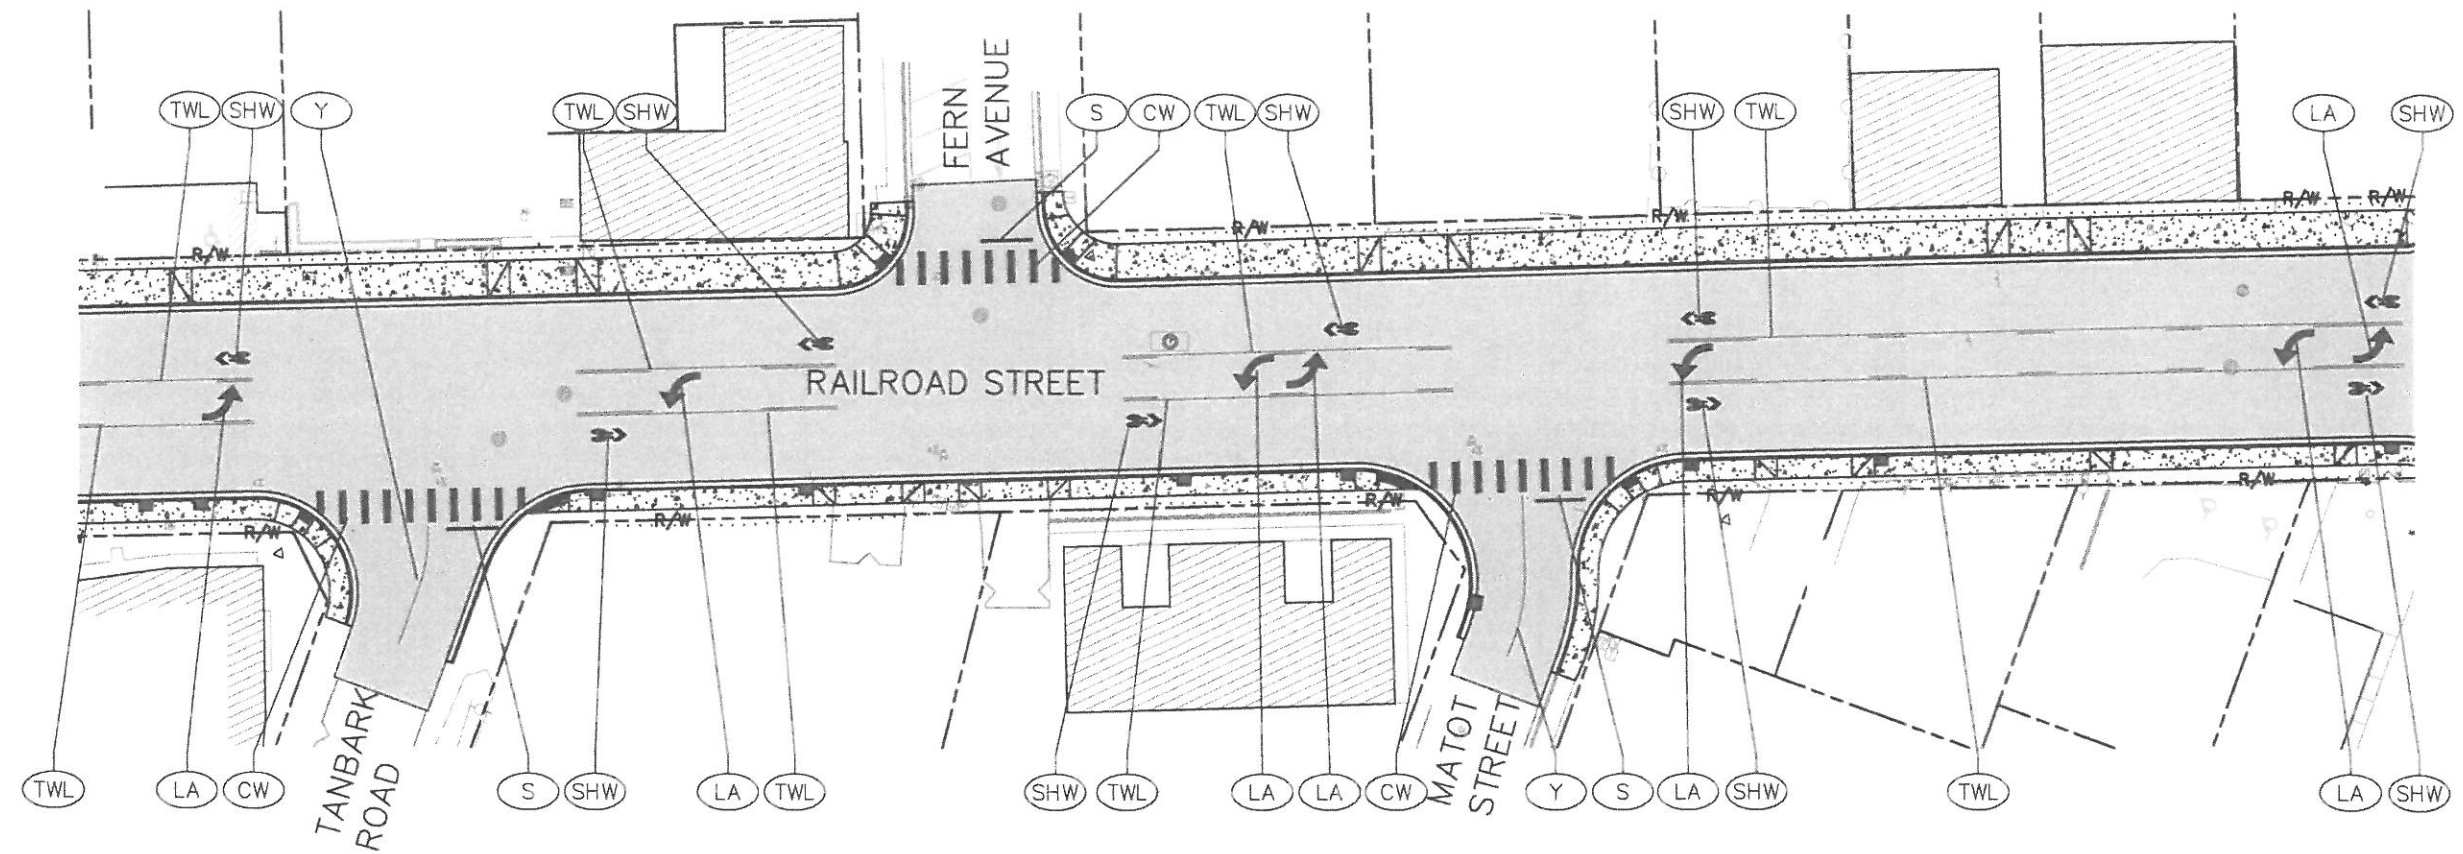 TWL SHW Y TWL SHW S CW TWL SHW SHW TWL LA SHW
FERN
AVENUE
R/W R/W R/W R/W R/W
RAILROAD STREET
R/W R/W R/W R/W R/W
TANBARK
ROAD
MATOT
STREET
TWL LA CW S SHW LA TWL SHW TWL LA LA CW Y S LA SHW TWL LA SHW